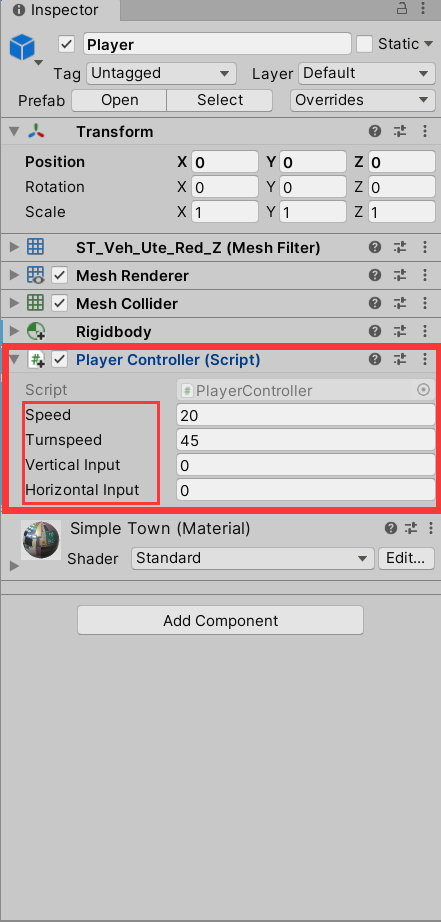 Inspector
Player Static
Tag Untagged Layer Default
Prefab Open Select Overrides
Transform
Position X 0 Y 0 Z 0
Rotation X 0 Y 0 Z 0
Scale X 1 Y 1 Z 1
ST_Veh_Ute_Red_Z (Mesh Filter)
Mesh Renderer
Mesh Collider
Rigidbody
# Player Controller (Script)
Script # PlayerController
Speed 20
Turnspeed 45
Vertical Input 0
Horizontal Input 0
Simple Town (Material)
Shader Standard Edit...
Add Component